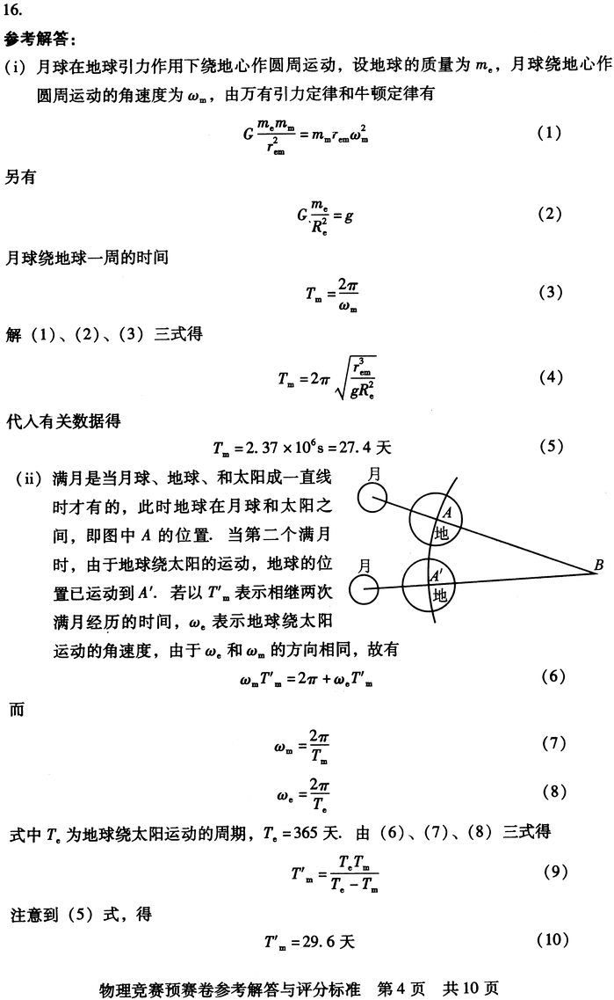 16.
参考解答：
（ⅰ）月球在地球引力作用下绕地心作圆周运动，设地球的质量为 mₑ，月球绕地心作
圆周运动的角速度为 ωₘ，由万有引力定律和牛顿定律有
G mₑmₘ/r²ₑₘ = mₘrₑₘω²ₘ （1）
另有
G mₑ/R²ₑ = g （2）
月球绕地球一周的时间
Tₘ = 2π/ωₘ （3）
解（1）、（2）、（3）三式得
Tₘ = 2π√(r³ₑₘ/gR²ₑ) （4）
代入有关数据得
Tₘ = 2.37 × 10⁶ s = 27.4 天 （5）
（ⅱ）满月是当月球、地球、和太阳成一直线
时才有的，此时地球在月球和太阳之
间，即图中 A 的位置. 当第二个满月
时，由于地球绕太阳的运动，地球的位
置已运动到 A′. 若以 T′ₘ 表示相继两次
满月经历的时间，ωₑ 表示地球绕太阳
运动的角速度，由于 ωₑ 和 ωₘ 的方向相同，故有
月
A
地
月
A′
地
B
ωₘT′ₘ = 2π + ωₑT′ₘ （6）
而
ωₘ = 2π/Tₘ （7）
ωₑ = 2π/Tₑ （8）
式中 Tₑ 为地球绕太阳运动的周期，Tₑ = 365 天. 由（6）、（7）、（8）三式得
T′ₘ = TₑTₘ/(Tₑ − Tₘ) （9）
注意到（5）式，得
T′ₘ = 29.6 天 （10）
物理竞赛预赛卷参考解答与评分标准 第 4 页 共 10 页